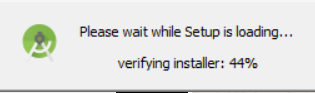 Please wait while Setup is loading...
verifying installer: 44%